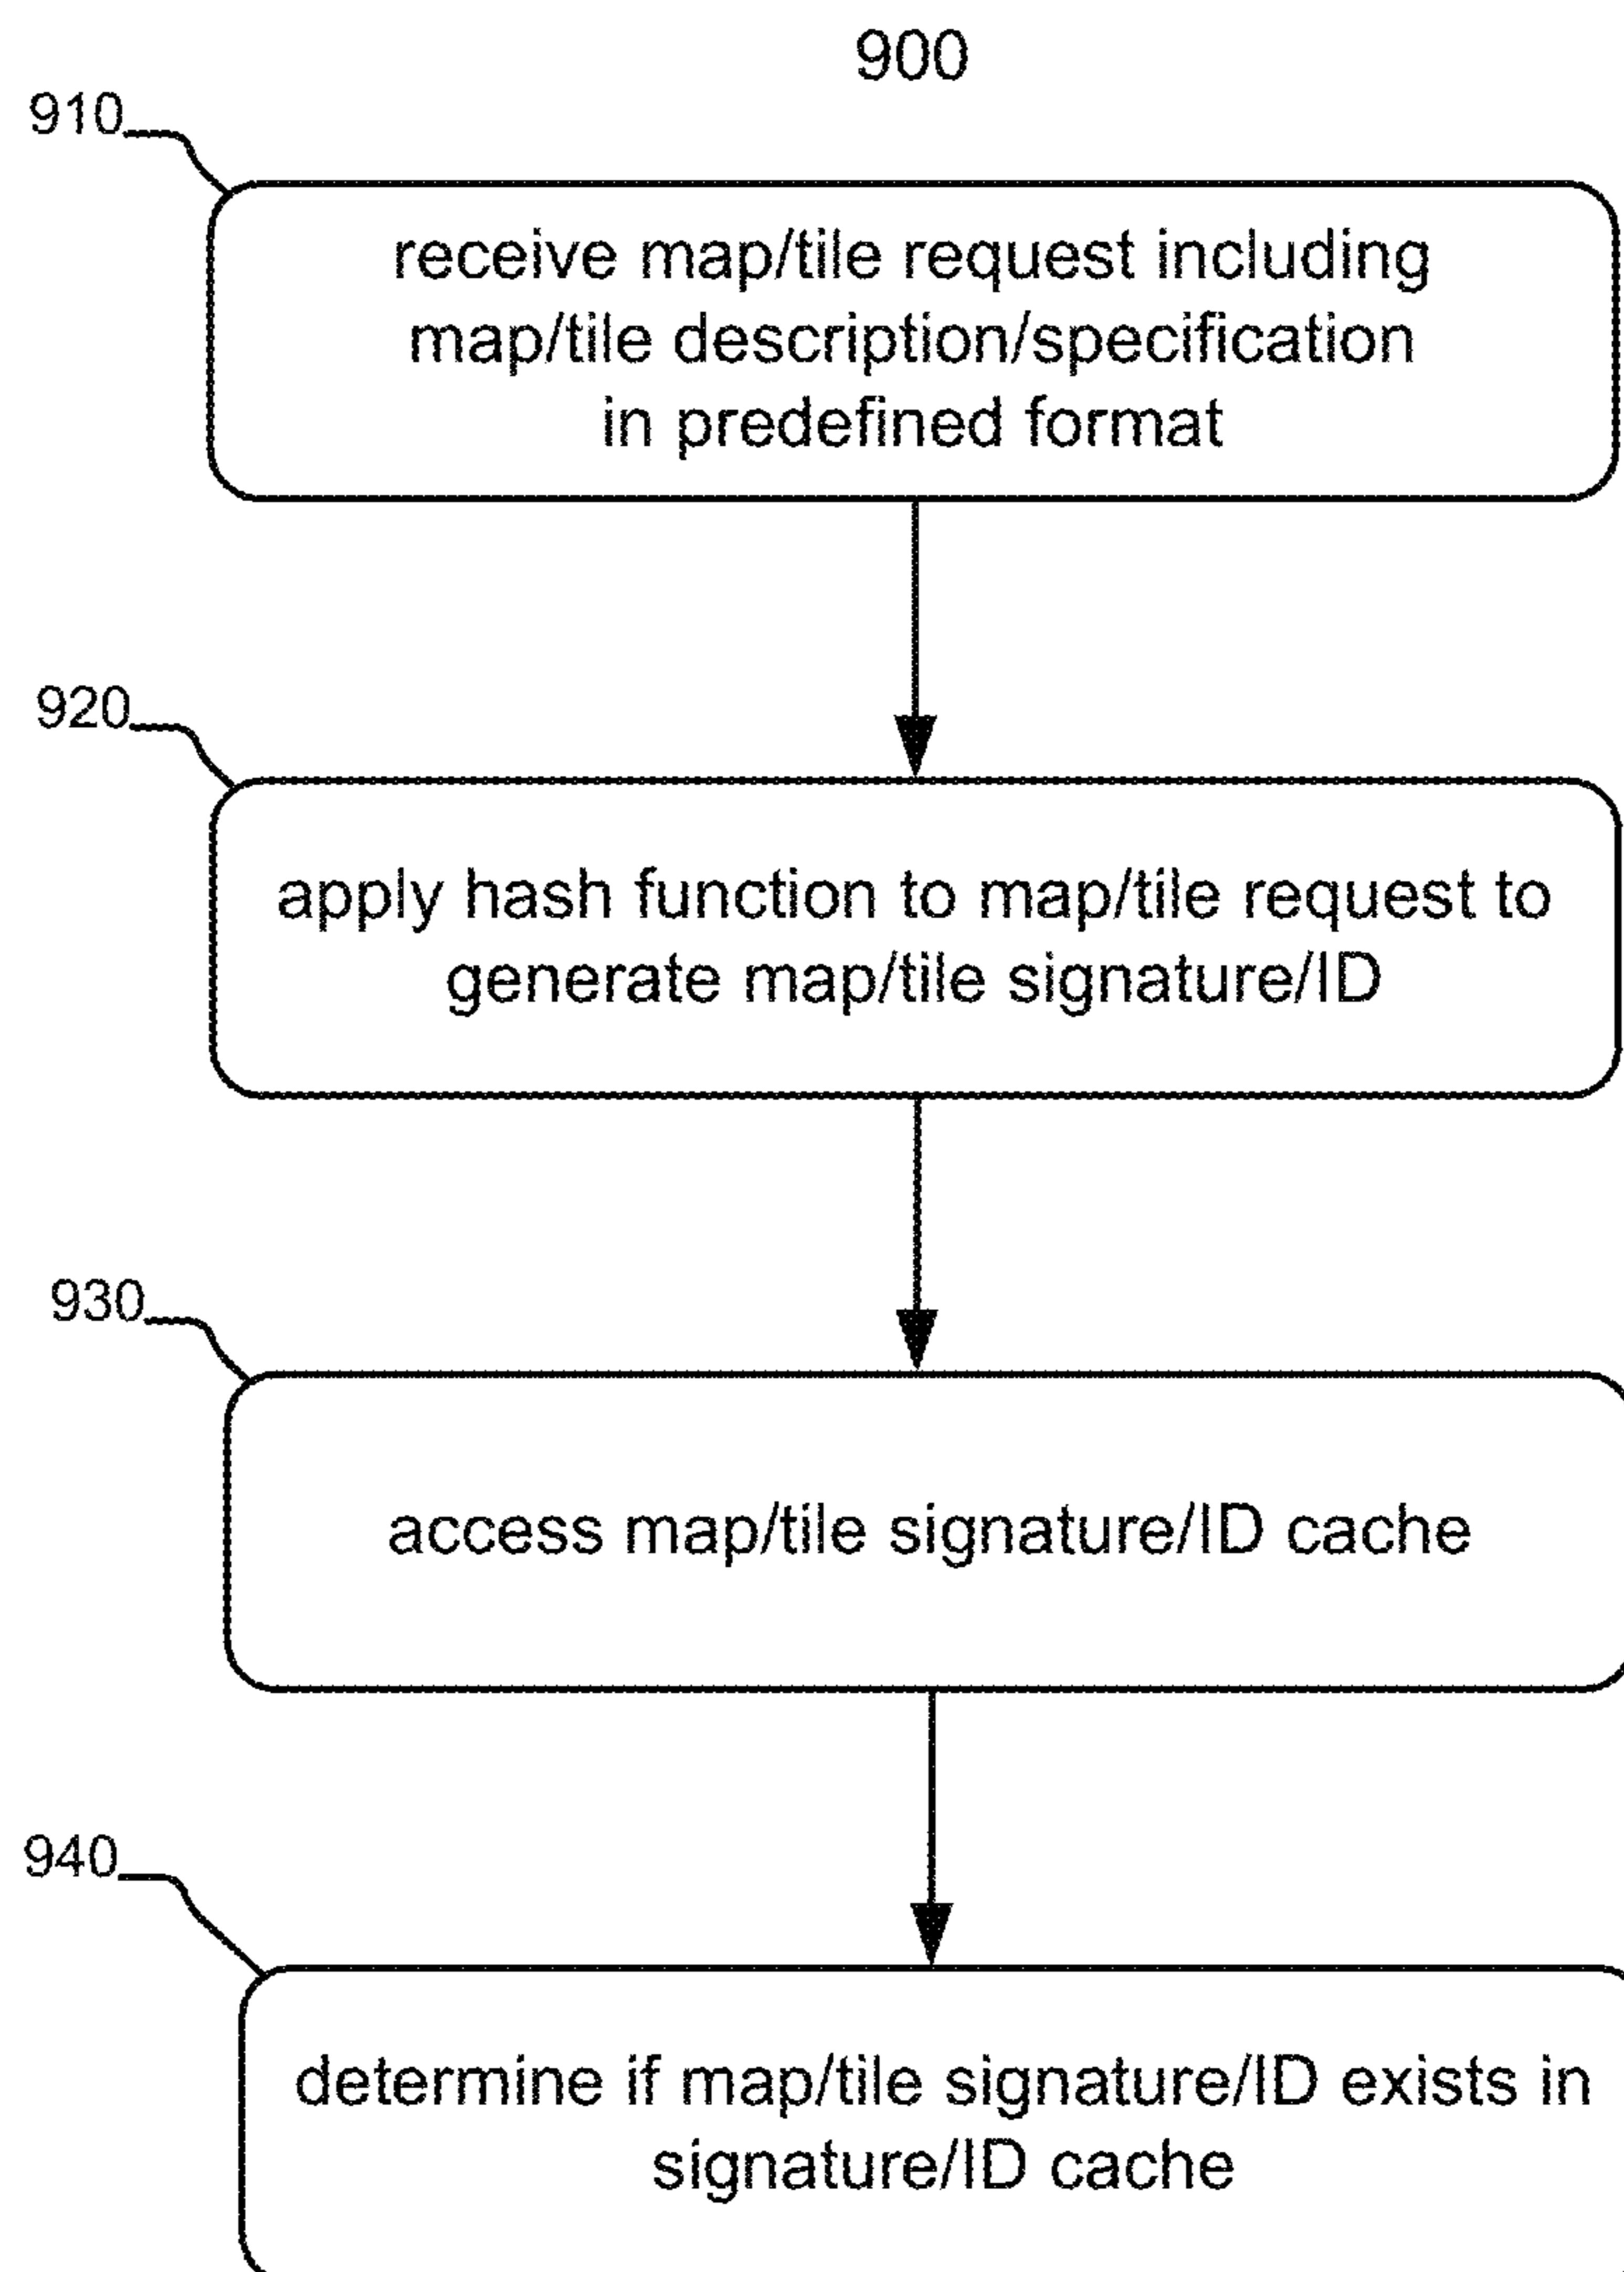 900
910
receive map/tile request including
map/tile description/specification
in predefined format
920
apply hash function to map/tile request to
generate map/tile signature/ID
930
access map/tile signature/ID cache
940
determine if map/tile signature/ID exists in
signature/ID cache